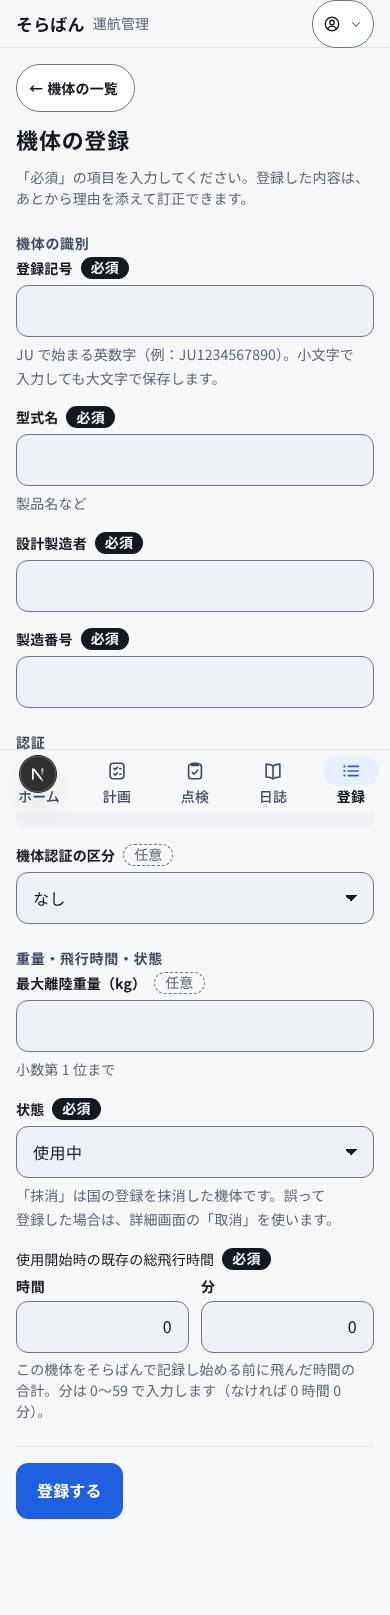 そらばん 運航管理
← 機体の一覧
機体の登録
「必須」の項目を入力してください。登録した内容は、
あとから理由を添えて訂正できます。
機体の識別
登録記号 必須
JU で始まる英数字（例：JU1234567890）。小文字で
入力しても大文字で保存します。
型式名 必須
製品名など
設計製造者 必須
製造番号 必須
認証
N
ホーム 計画 点検 日誌 登録
機体認証の区分 任意
なし
重量・飛行時間・状態
最大離陸重量（kg） 任意
小数第 1 位まで
状態 必須
使用中
「抹消」は国の登録を抹消した機体です。誤って
登録した場合は、詳細画面の「取消」を使います。
使用開始時の既存の総飛行時間 必須
時間 分
0 0
この機体をそらばんで記録し始める前に飛んだ時間の
合計。分は 0〜59 で入力します（なければ 0 時間 0
分）。
登録する